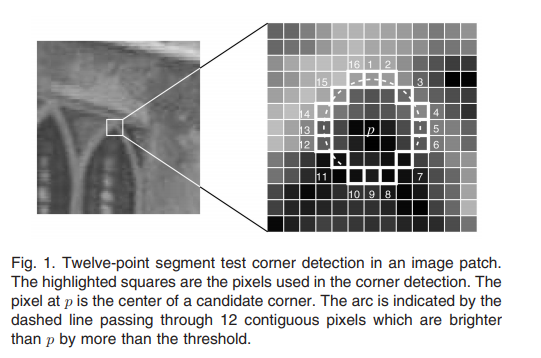 16 1 2
15 3
14 4
13 p 5
12 6
11 7
10 9 8
Fig. 1. Twelve-point segment test corner detection in an image patch.
The highlighted squares are the pixels used in the corner detection. The
pixel at p is the center of a candidate corner. The arc is indicated by the
dashed line passing through 12 contiguous pixels which are brighter
than p by more than the threshold.